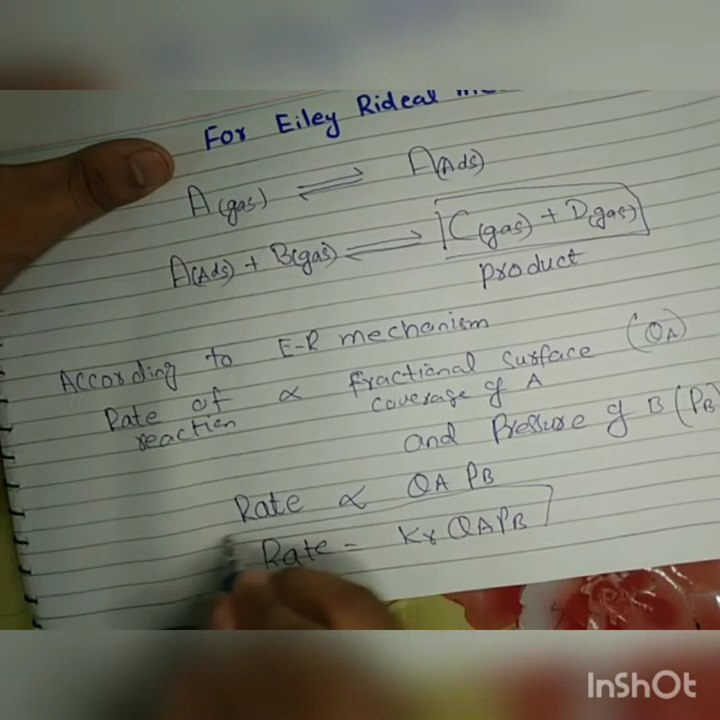 For Eiley Rideal
A(gas) ⇌ A(Ads)
A(Ads) + B(gas) ⇌ C(gas) + D(gas)
product
According to E-R mechanism
Rate of reaction ∝ fractional surface coverage of A (θA)
and Pressure of B (PB)
Rate ∝ θA PB
Rate = Kr θA PB
InShOt